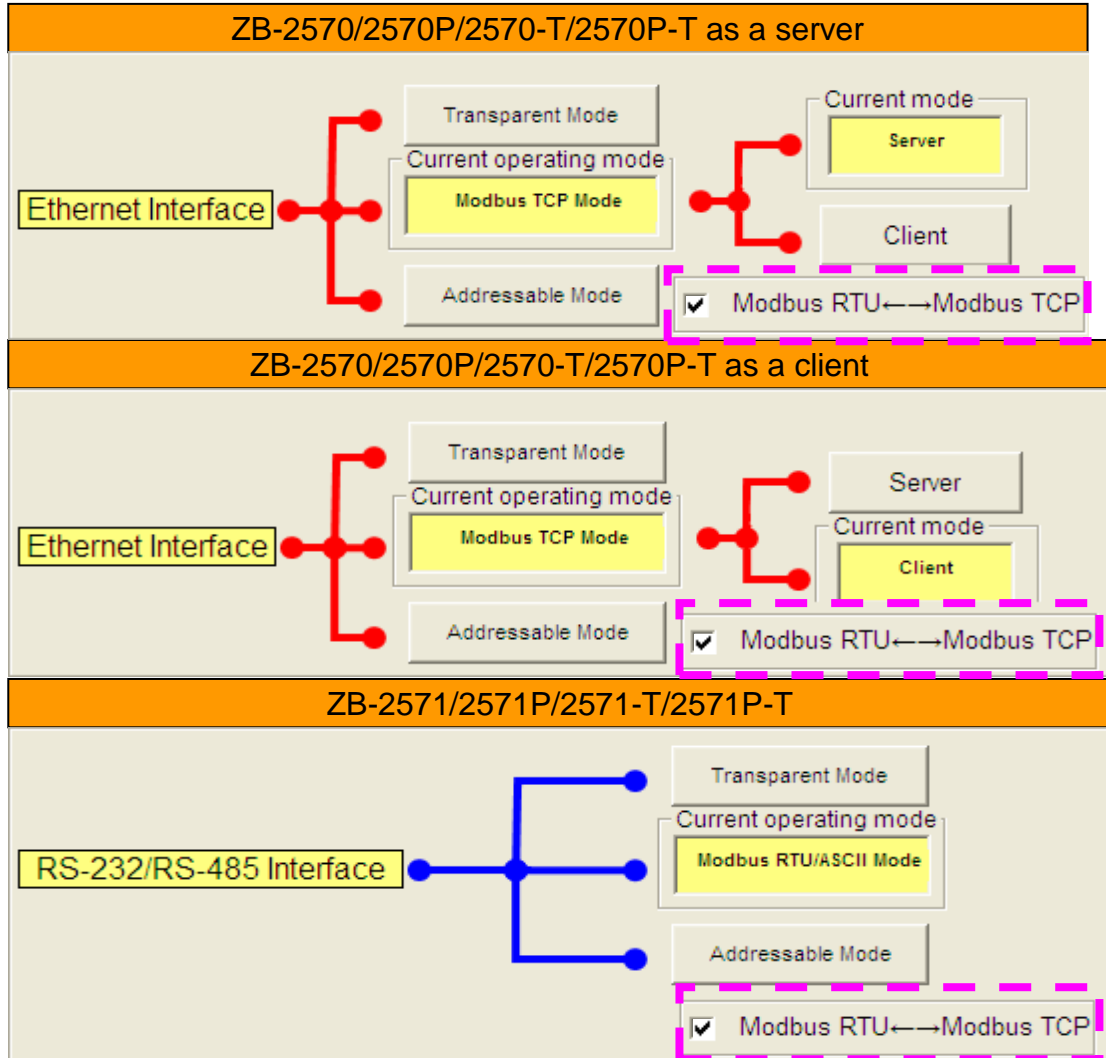 ZB-2570/2570P/2570-T/2570P-T as a server
Transparent Mode
Current mode
Server
Current operating mode
Modbus TCP Mode
Ethernet Interface
Client
Addressable Mode
Modbus RTU←→Modbus TCP
ZB-2570/2570P/2570-T/2570P-T as a client
Transparent Mode
Server
Current operating mode
Modbus TCP Mode
Current mode
Ethernet Interface
Client
Addressable Mode
Modbus RTU←→Modbus TCP
ZB-2571/2571P/2571-T/2571P-T
Transparent Mode
Current operating mode
Modbus RTU/ASCII Mode
RS-232/RS-485 Interface
Addressable Mode
Modbus RTU←→Modbus TCP